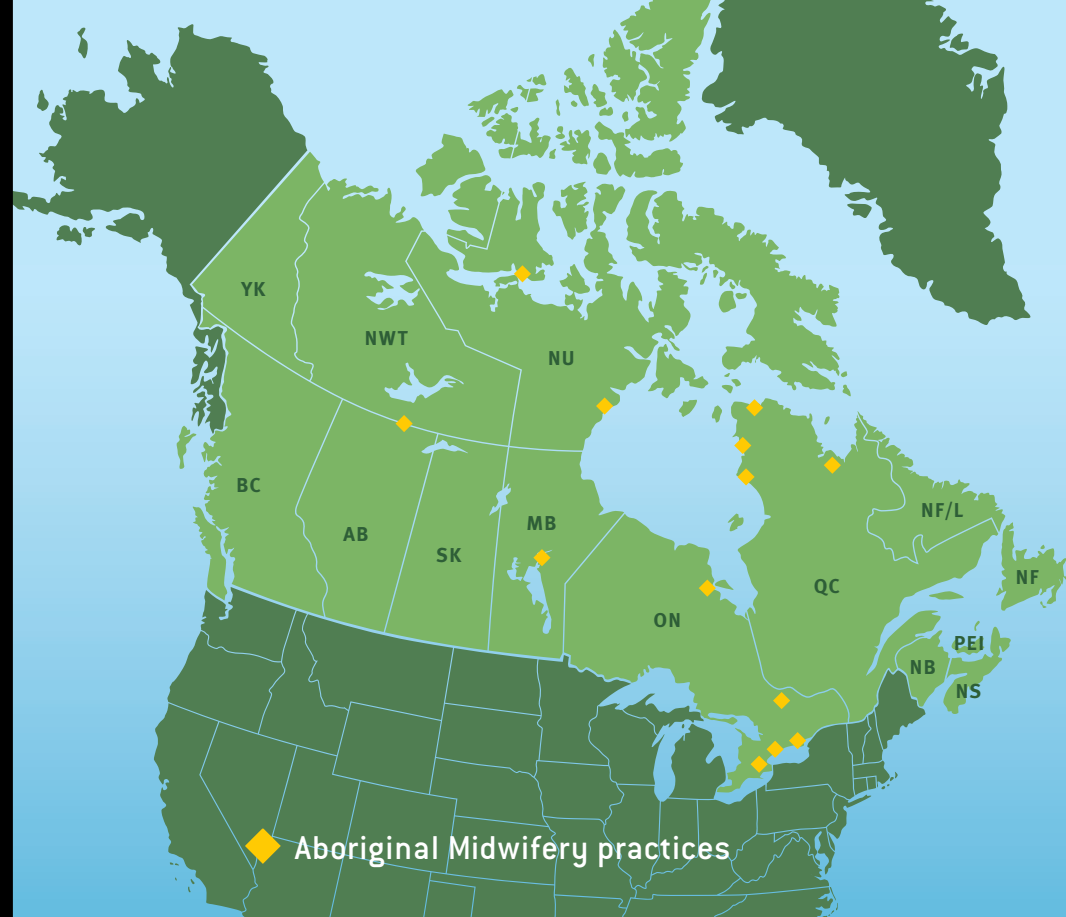 YK
NWT
NU
BC
AB
SK
MB
ON
QC
NF/L
NF
PEI
NB
NS
Aboriginal Midwifery practices